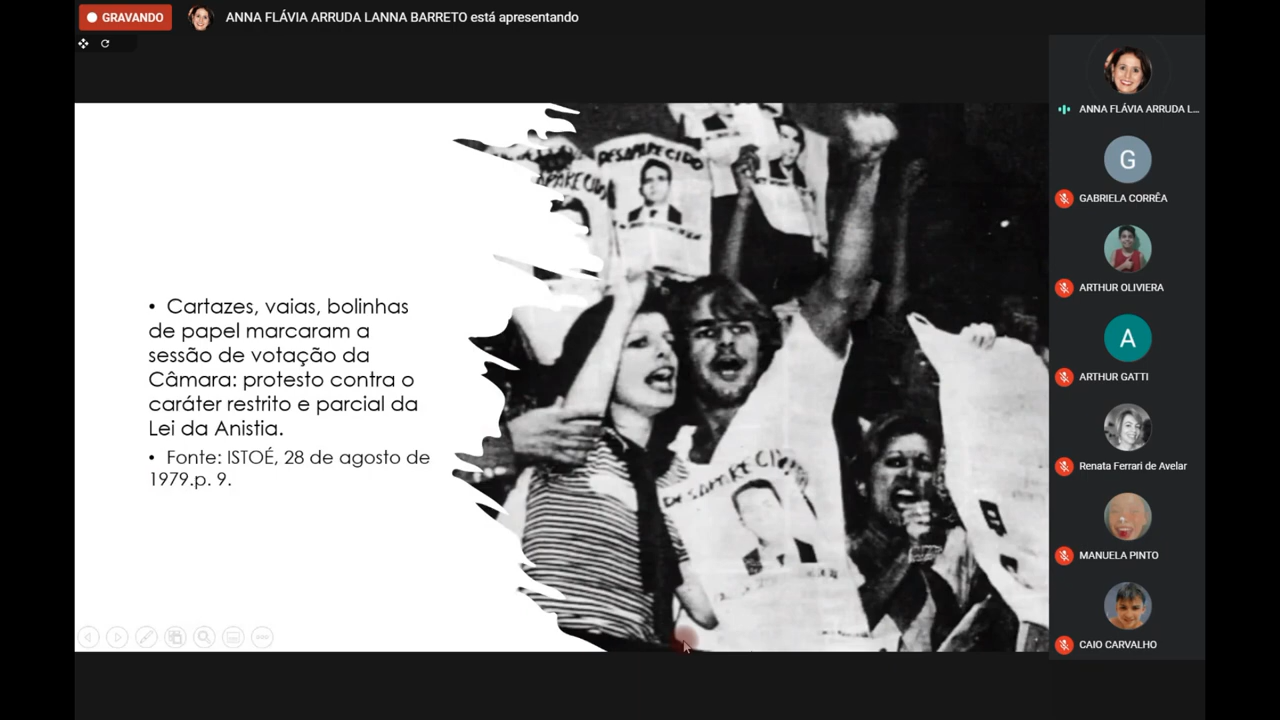 GRAVANDO
ANNA FLÁVIA ARRUDA LANNA BARRETO está apresentando
ANNA FLÁVIA ARRUDA L...
G
GABRIELA CORRÊA
ARTHUR OLIVIERA
A
ARTHUR GATTI
Renata Ferrari de Avelar
MANUELA PINTO
CAIO CARVALHO
• Cartazes, vaias, bolinhas
de papel marcaram a
sessão de votação da
Câmara: protesto contra o
caráter restrito e parcial da
Lei da Anistia.
• Fonte: ISTOÉ, 28 de agosto de
1979.p. 9.
DESAPARECIDO
DESAPARECIDO